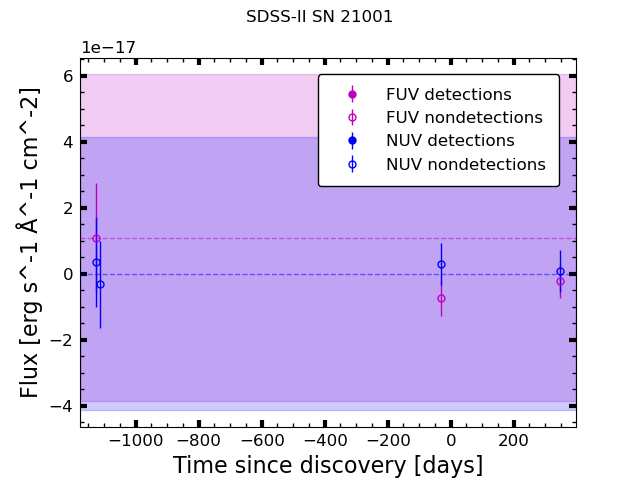 SDSS-II SN 21001
1e−17
6
4
2
0
−2
−4
FUV detections
FUV nondetections
NUV detections
NUV nondetections
−1000 −800 −600 −400 −200 0 200
Time since discovery [days]
Flux [erg s^-1 Å^-1 cm^-2]